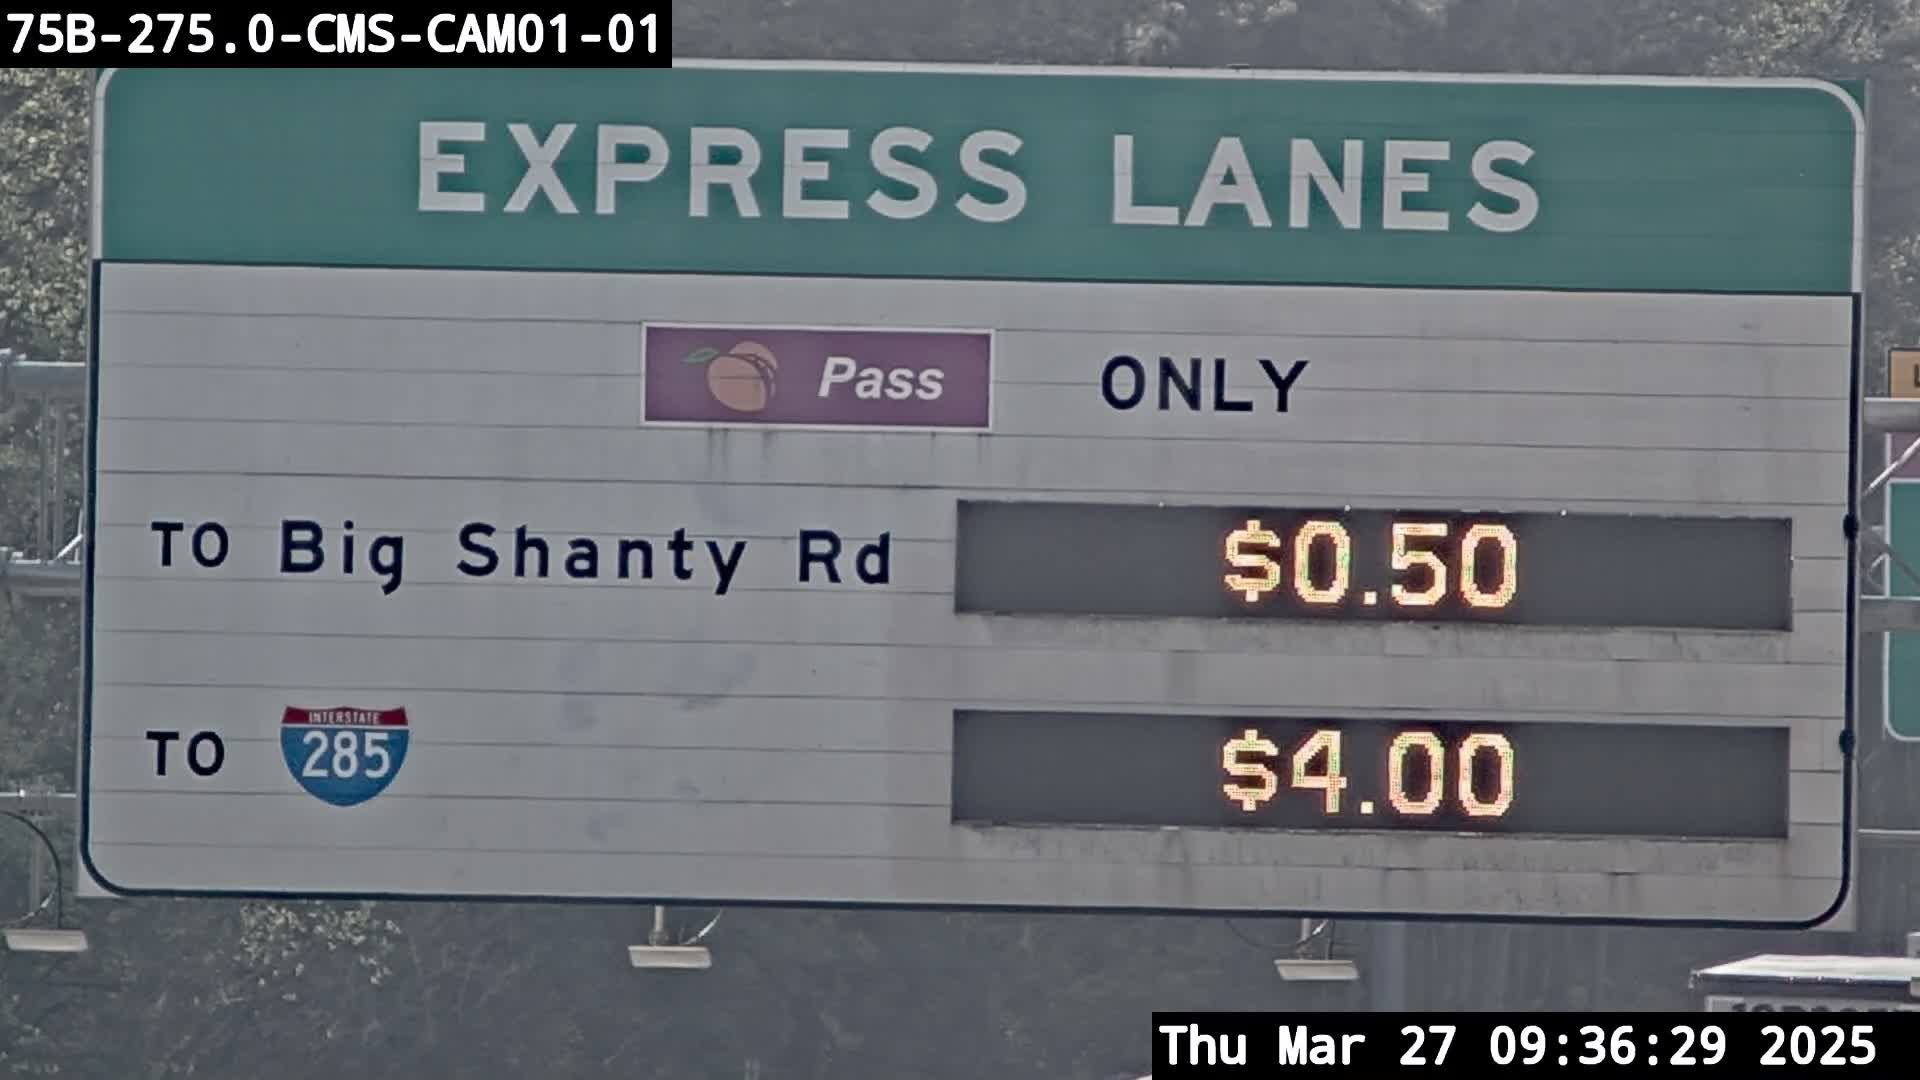 75B-275.0-CMS-CAM01-01
EXPRESS LANES
Pass ONLY
TO Big Shanty Rd $0.50
TO INTERSTATE 285 $4.00
Thu Mar 27 09:36:29 2025